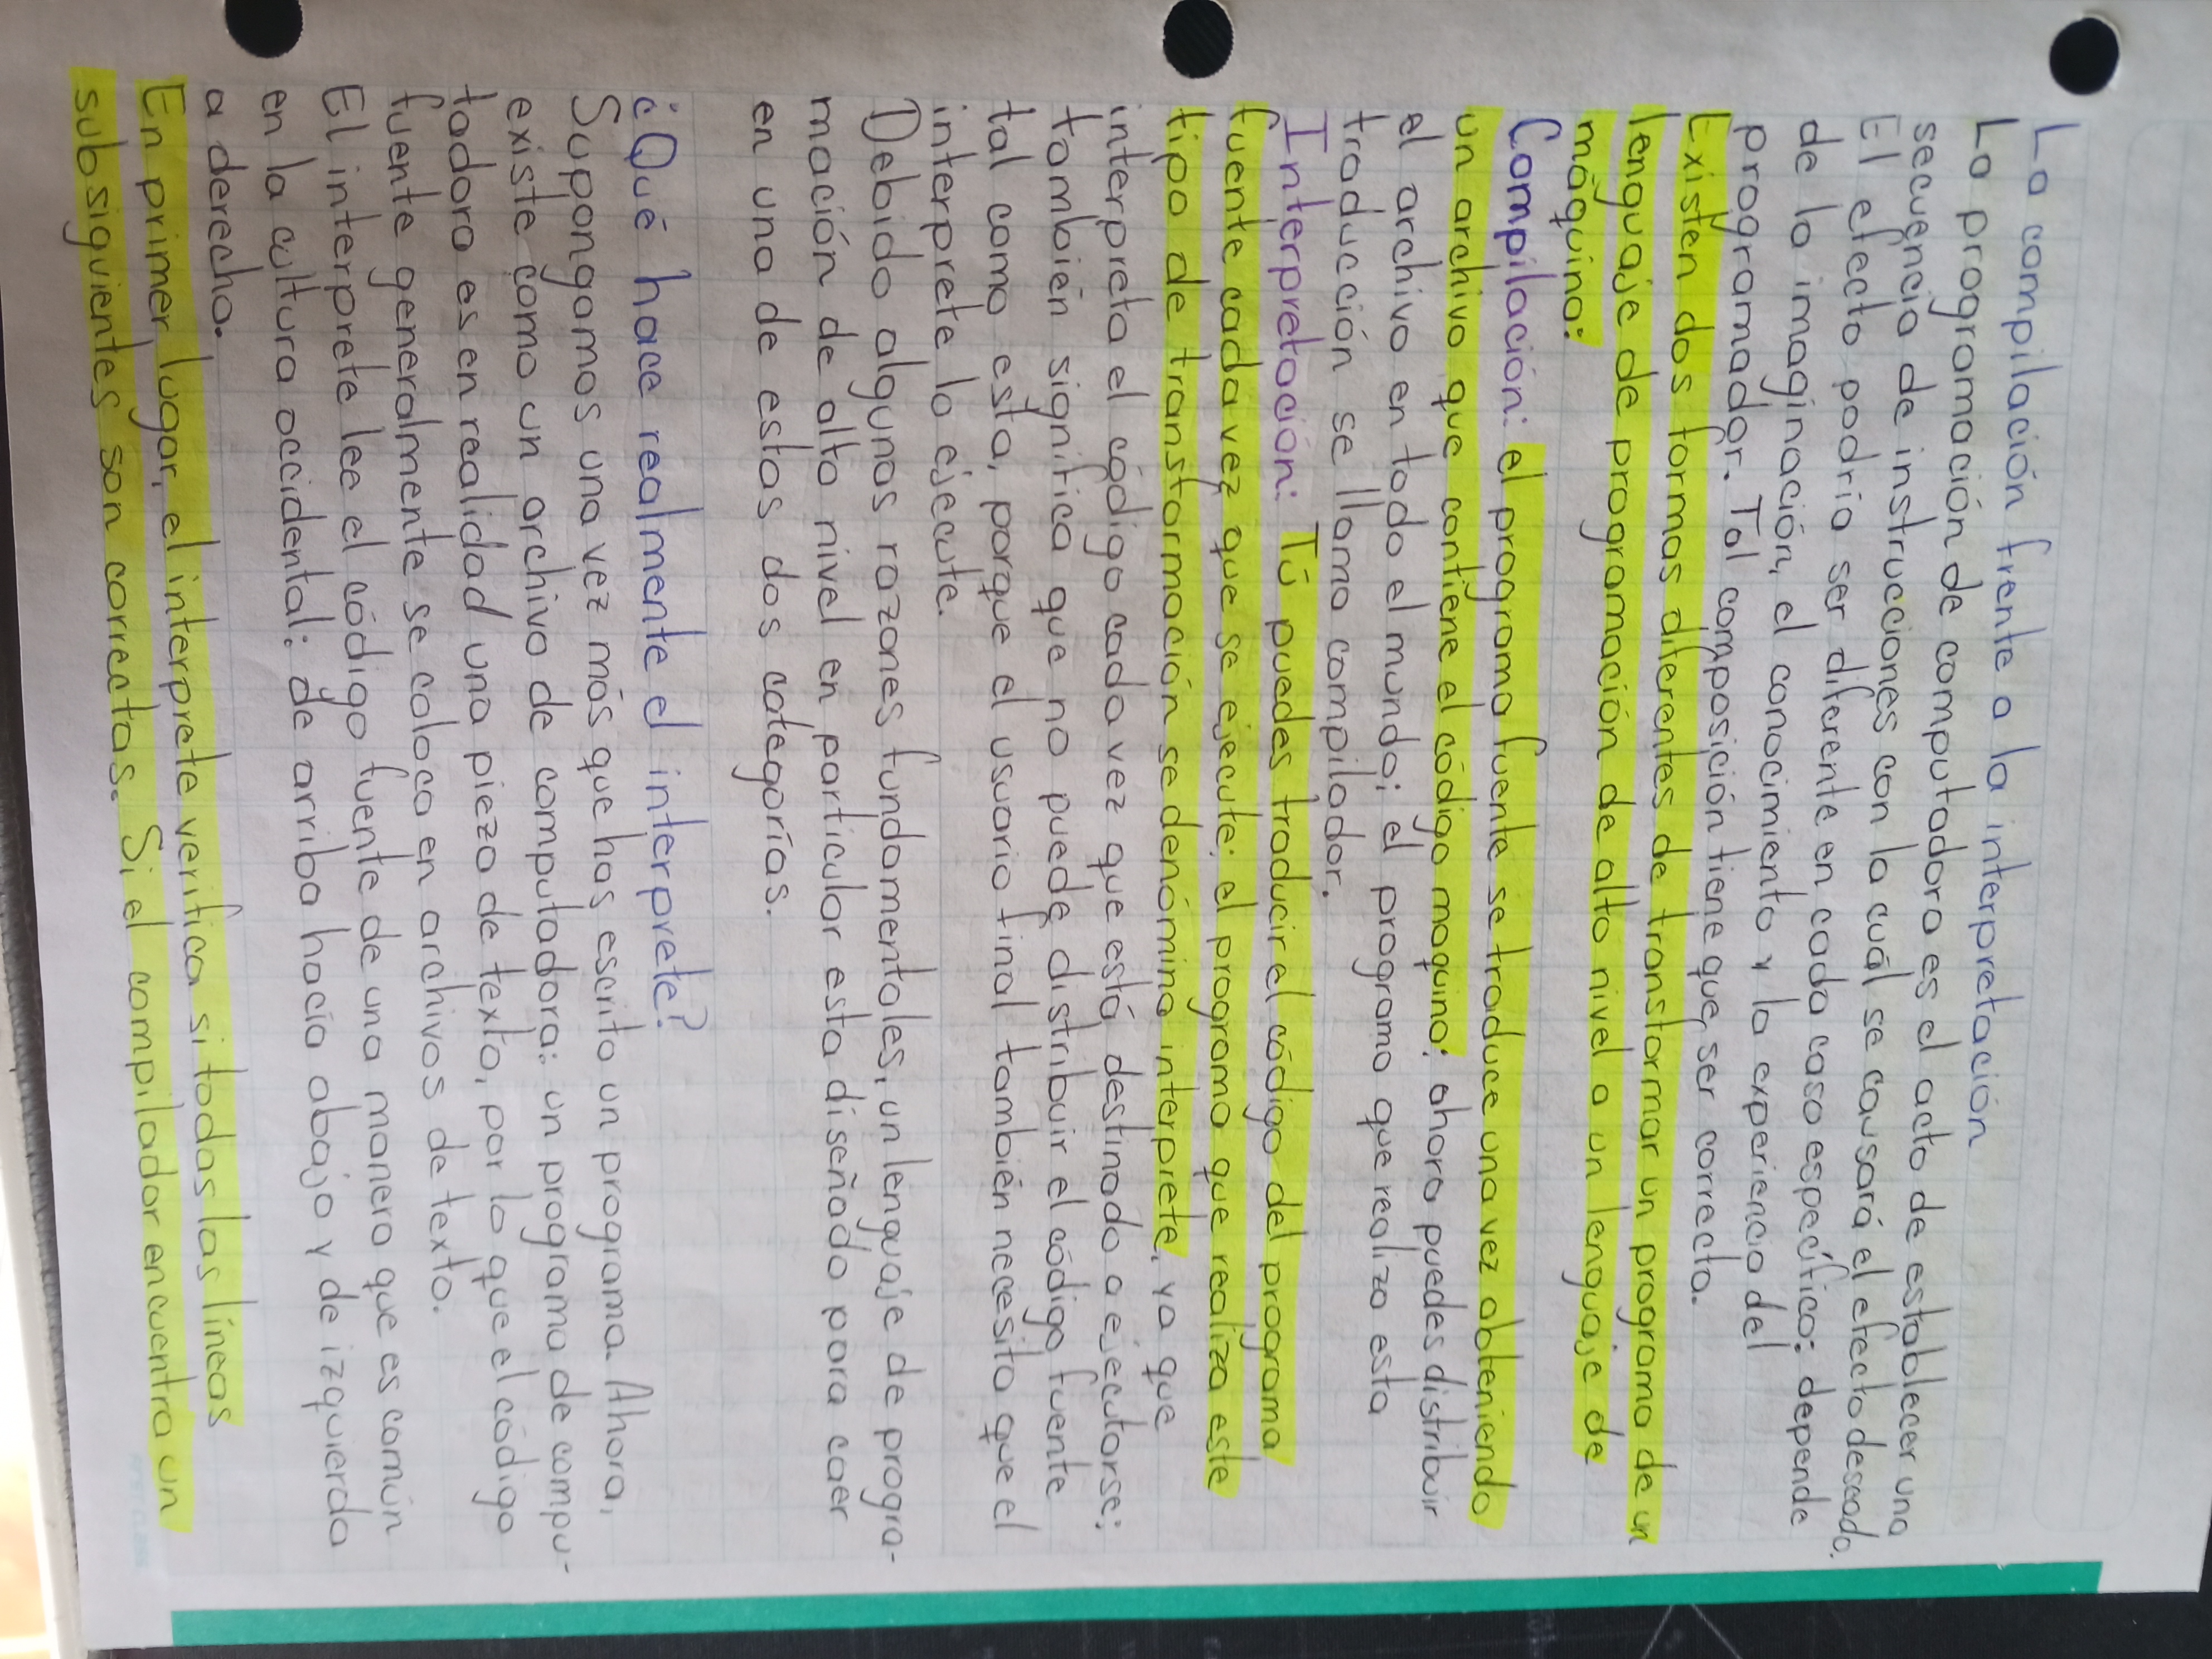 La compilación frente a la interpretación
La programación de computadora es el acto de establecer una
secuencia de instrucciones con la cuál se causará el efecto deseado.
El efecto podría ser diferente en cada caso específico: depende
de la imaginación, el conocimiento y la experiencia del
programador. Tal composición tiene que ser correcta.
Existen dos formas diferentes de transformar un programa de un
lenguaje de programación de alto nivel a un lenguaje de
máquina:
Compilación: el programa fuente se traduce una vez obteniendo
un archivo que contiene el código maquina; ahora puedes distribuir
el archivo en todo el mundo; el programa que realiza esta
traducción se llama compilador.
Interpretación: Tú puedes traducir el código del programa
fuente cada vez que se ejecute; el programa que realiza este
tipo de transformación se denómina interprete, ya que
interpreta el código cada vez que está destinado a ejecutarse;
también significa que no puede distribuir el código fuente
tal como esta, porque el usuario final también necesita que el
interprete lo ejecute.
Debido algunas razones fundamentales, un lenguaje de progra-
mación de alto nivel en particular esta diseñado para caer
en una de estas dos categorías.
¿Qué hace realmente el interprete?
Supongamos una vez más que has escrito un programa. Ahora,
existe como un archivo de computadora: un programa de compu-
tadora es en realidad una pieza de texto, por lo que el código
fuente generalmente se coloca en archivos de texto.
El interprete lee el código fuente de una manera que es común
en la cultura occidental: de arriba hacia abajo y de izquierda
a derecha.
En primer lugar, el interprete verifica si todas las líneas
subsiguientes son correctas. Si el compilador encuentra un